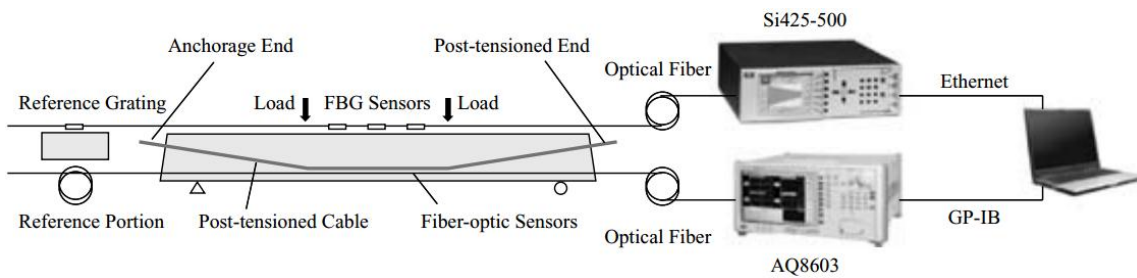 Si425-500
Anchorage End
Post-tensioned End
Optical Fiber
Ethernet
Reference Grating
Load
FBG Sensors
Load
Reference Portion
Post-tensioned Cable
Fiber-optic Sensors
Optical Fiber
GP-IB
AQ8603